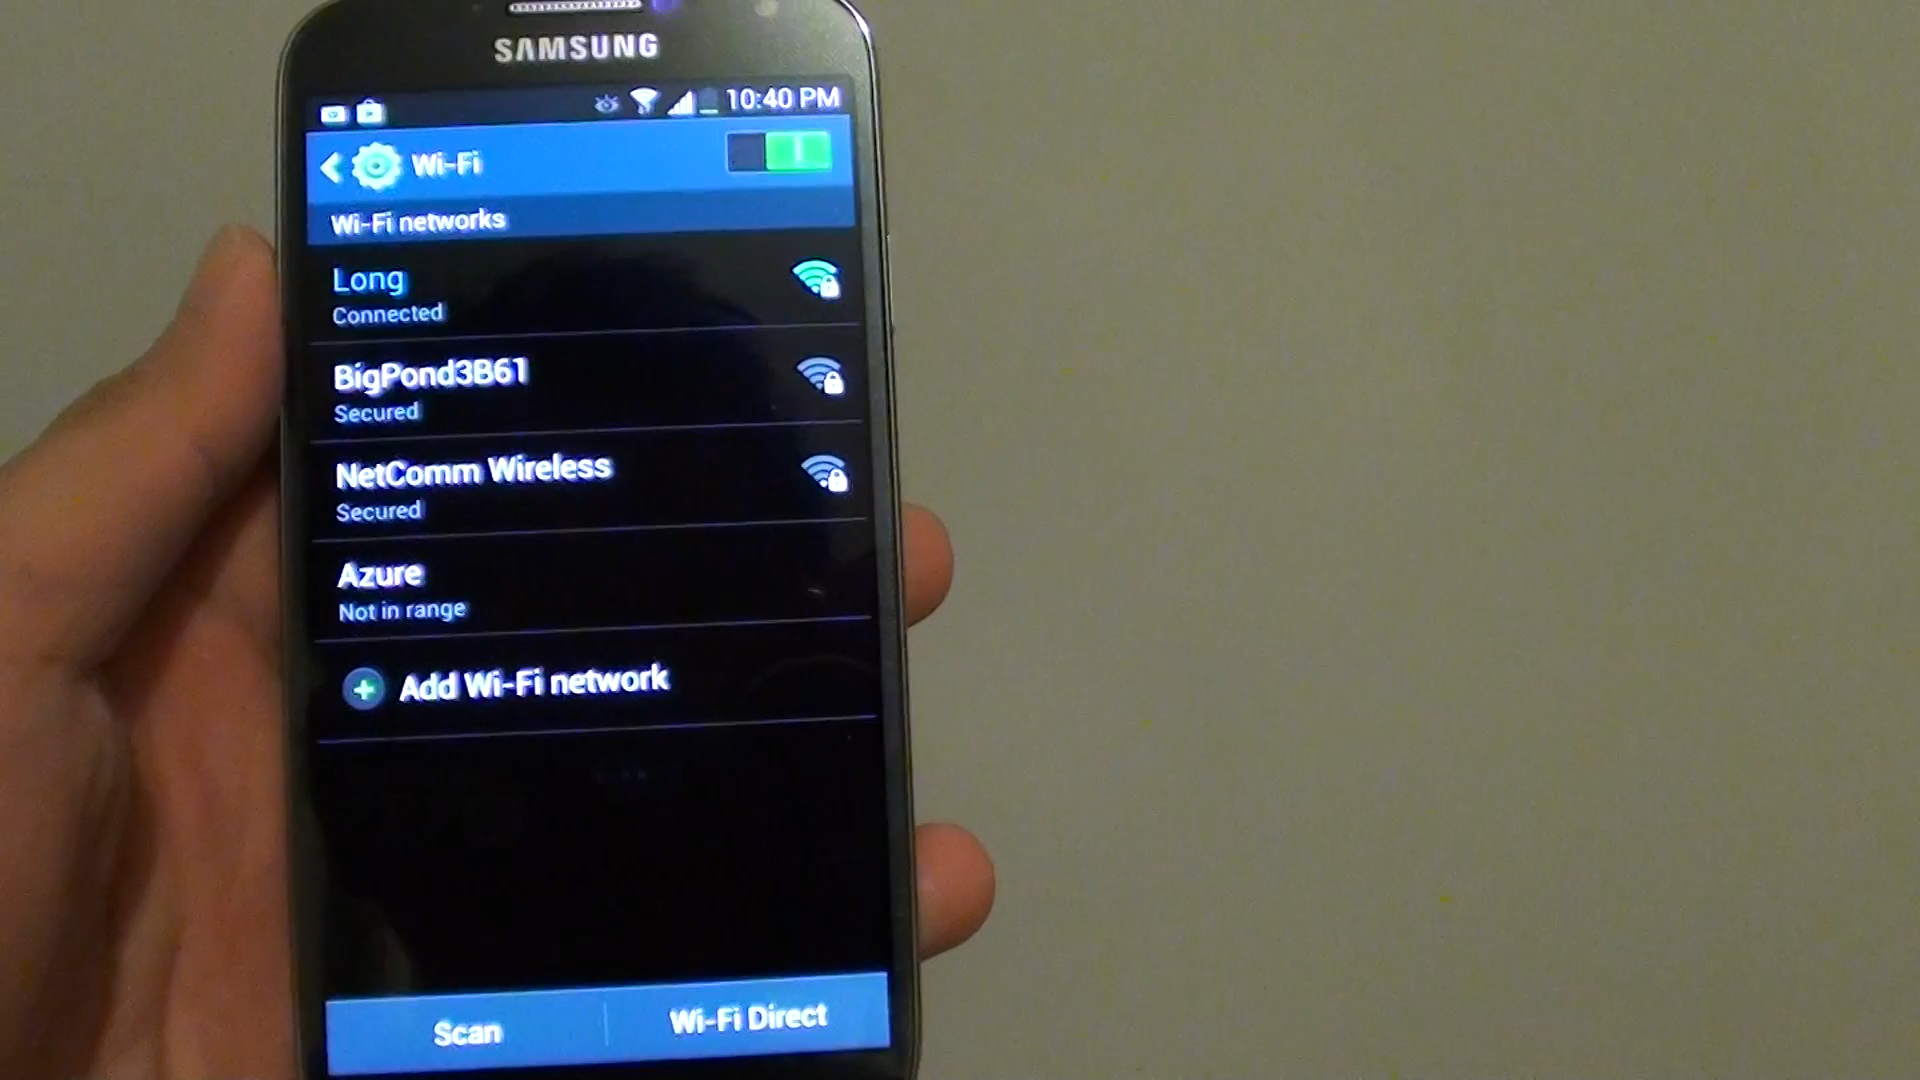 SAMSUNG
10:40 PM
Wi-Fi
Wi-Fi networks
Long
Connected
BigPond3B61
Secured
NetComm Wireless
Secured
Azure
Not in range
Add Wi-Fi network
Scan
Wi-Fi Direct